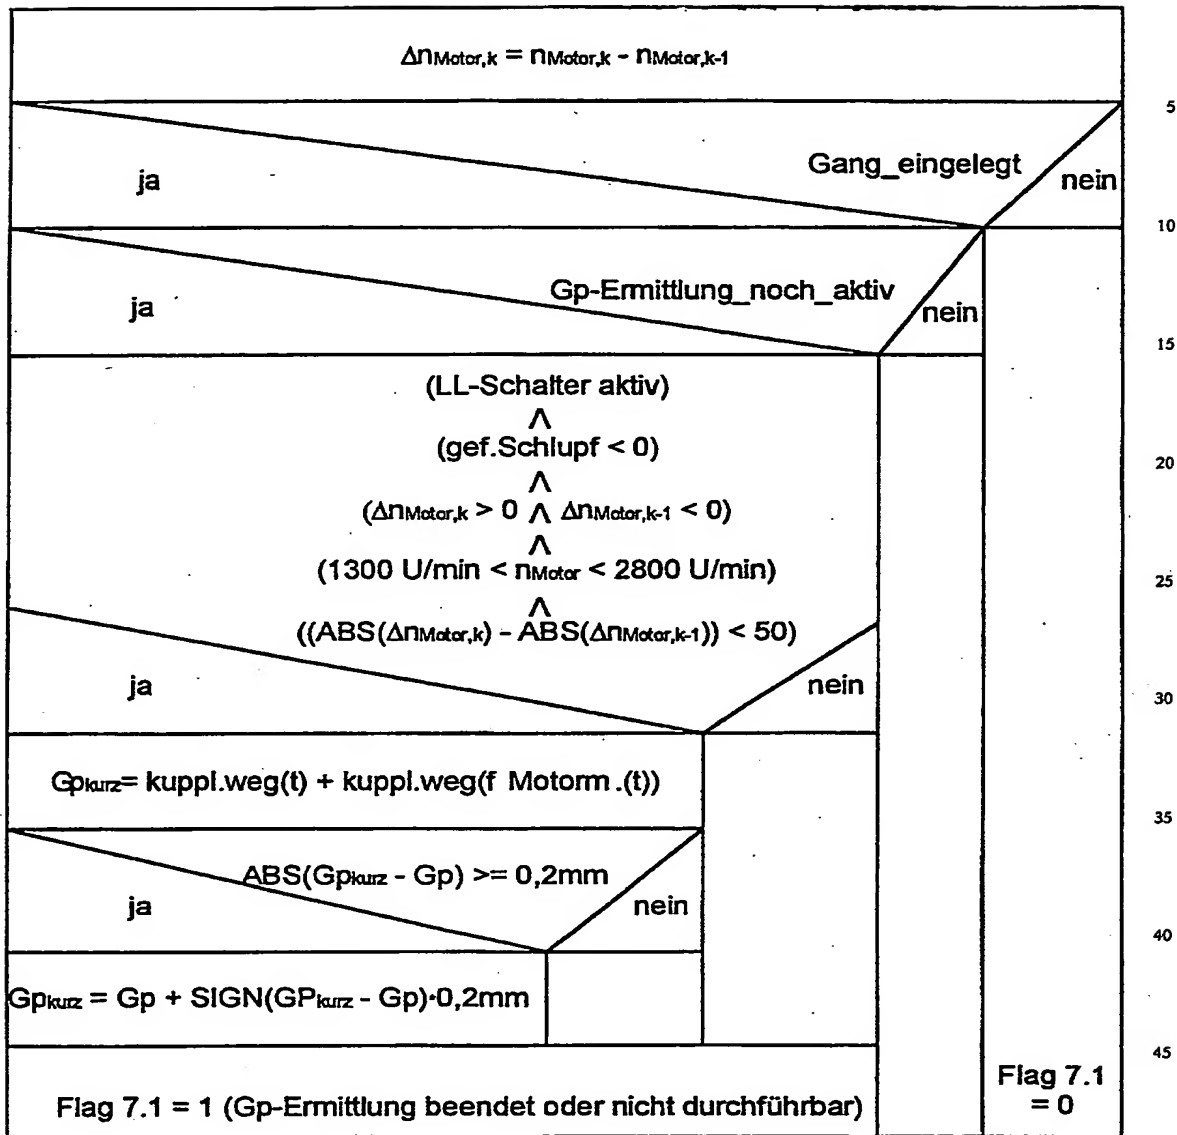 ΔnMotor,k = nMotor,k - nMotor,k-1
5
Gang_eingelegt
ja
nein
10
Gp-Ermittlung_noch_aktiv
ja
nein
15
(LL-Schalter aktiv)
Λ
(gef.Schlupf < 0)
20
Λ
(ΔnMotor,k > 0 Λ ΔnMotor,k-1 < 0)
Λ
(1300 U/min < nMotor < 2800 U/min)
25
Λ
((ABS(ΔnMotor,k) - ABS(ΔnMotor,k-1)) < 50)
ja
nein
30
Gpkurz= kuppl.weg(t) + kuppl.weg(f Motorm .(t))
35
ABS(Gpkurz - Gp) >= 0,2mm
ja
nein
40
Gpkurz = Gp + SIGN(GPkurz - Gp)·0,2mm
45
Flag 7.1 = 1 (Gp-Ermittlung beendet oder nicht durchführbar)
Flag 7.1
= 0